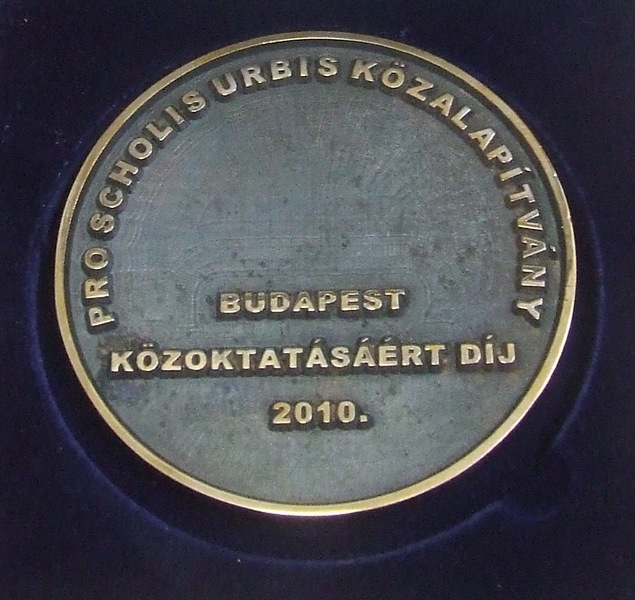 PRO SCHOLIS URBIS KÖZALAPÍTVÁNY
BUDAPEST
KÖZOKTATÁSÁÉRT DÍJ
2010.